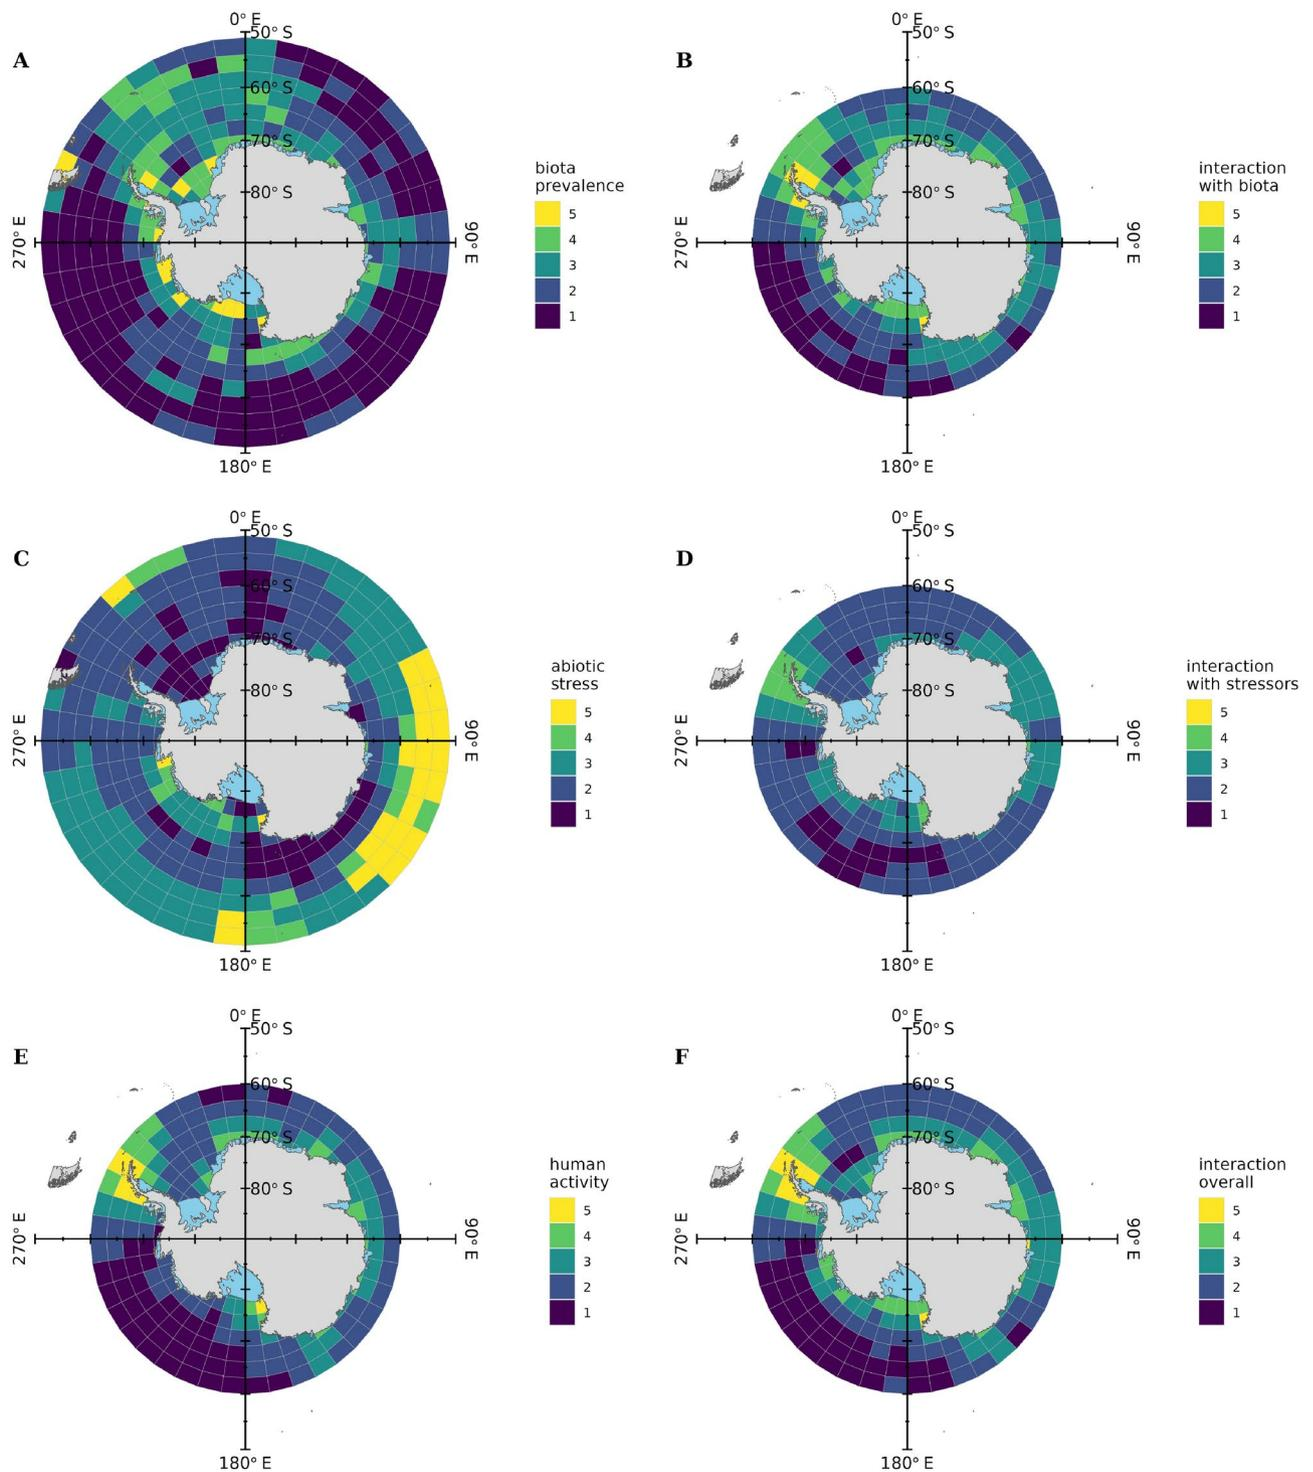 A
0° E
50° S
60° S
70° S
80° S
270° E
90° E
180° E
biota
prevalence
5
4
3
2
1
B
0° E
50° S
60° S
70° S
80° S
270° E
90° E
180° E
interaction
with biota
5
4
3
2
1
C
0° E
50° S
60° S
70° S
80° S
270° E
90° E
180° E
abiotic
stress
5
4
3
2
1
D
0° E
50° S
60° S
70° S
80° S
270° E
90° E
180° E
interaction
with stressors
5
4
3
2
1
E
0° E
50° S
60° S
70° S
80° S
270° E
90° E
180° E
human
activity
5
4
3
2
1
F
0° E
50° S
60° S
70° S
80° S
270° E
90° E
180° E
interaction
overall
5
4
3
2
1